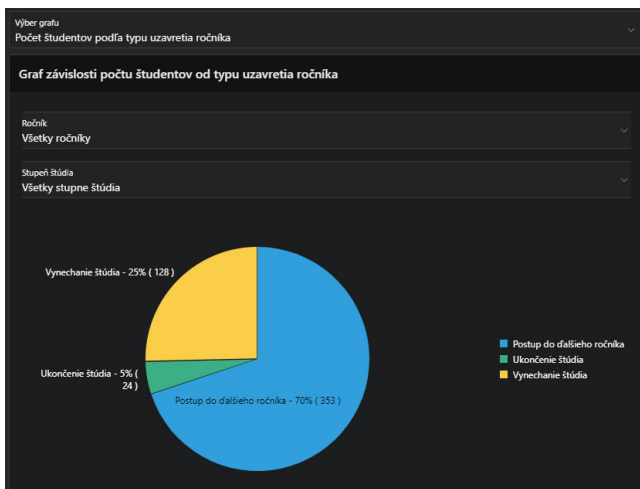 Výber grafu
Počet študentov podľa typu uzavretia ročníka
Graf závislosti počtu študentov od typu uzavretia ročníka
Ročník
Všetky ročníky
Stupeň štúdia
Všetky stupne štúdia
Vynechanie štúdia - 25% ( 128 )
Ukončenie štúdia - 5% (
24 )
Postup do ďalšieho ročníka - 70% ( 353 )
Postup do ďalšieho ročníka
Ukončenie štúdia
Vynechanie štúdia